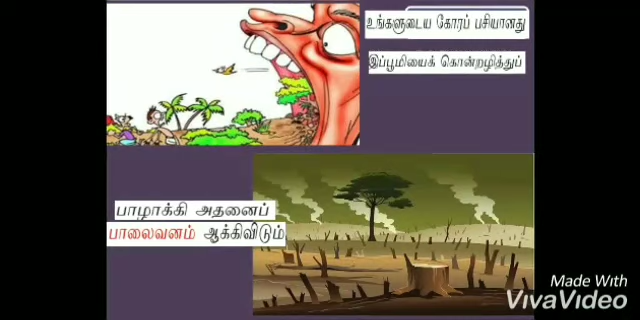 உங்களுடைய கோரப் பசியானது
இப்பூமியைக் கொன்றழித்துப்
பாழாக்கி அதனைப்
பாலைவனம் ஆக்கிவிடும்
Made With
VivaVideo